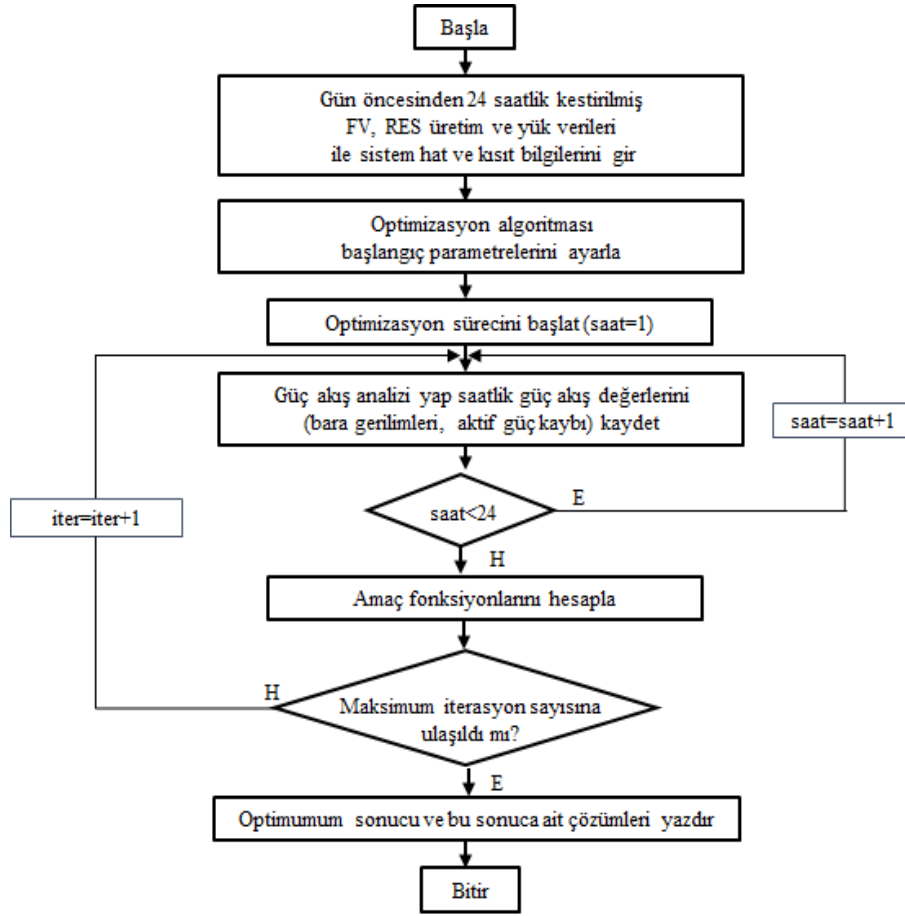 Başla
Gün öncesinden 24 saatlik kestirilmiş
FV, RES üretim ve yük verileri
ile sistem hat ve kısıt bilgilerini gir
Optimizasyon algoritması
başlangıç parametrelerini ayarla
Optimizasyon sürecini başlat (saat=1)
Güç akış analizi yap saatlik güç akış değerlerini
(bara gerilimleri, aktif güç kaybı) kaydet
saat=saat+1
saat<24
E
iter=iter+1
H
Amaç fonksiyonlarını hesapla
H
Maksimum iterasyon sayısına
ulaşıldı mı?
E
Optimumum sonucu ve bu sonuca ait çözümleri yazdır
Bitir